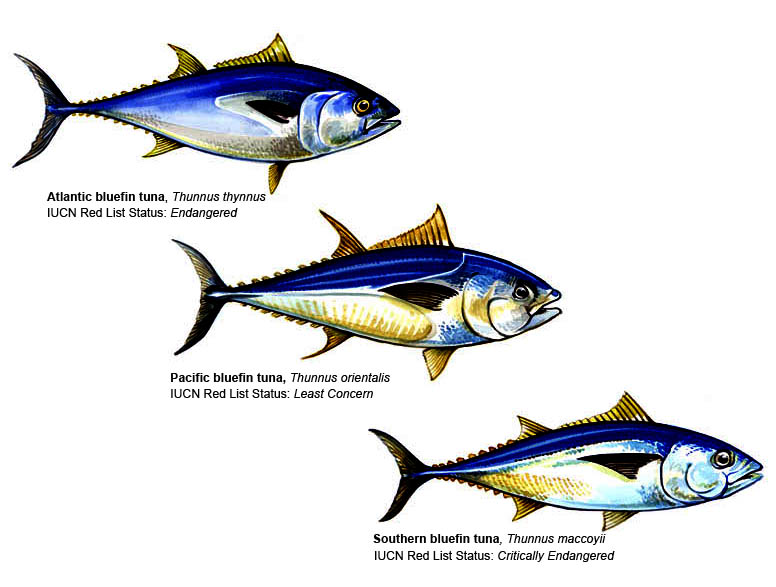 Atlantic bluefin tuna, Thunnus thynnus
IUCN Red List Status: Endangered
Pacific bluefin tuna, Thunnus orientalis
IUCN Red List Status: Least Concern
Southern bluefin tuna, Thunnus maccoyii
IUCN Red List Status: Critically Endangered